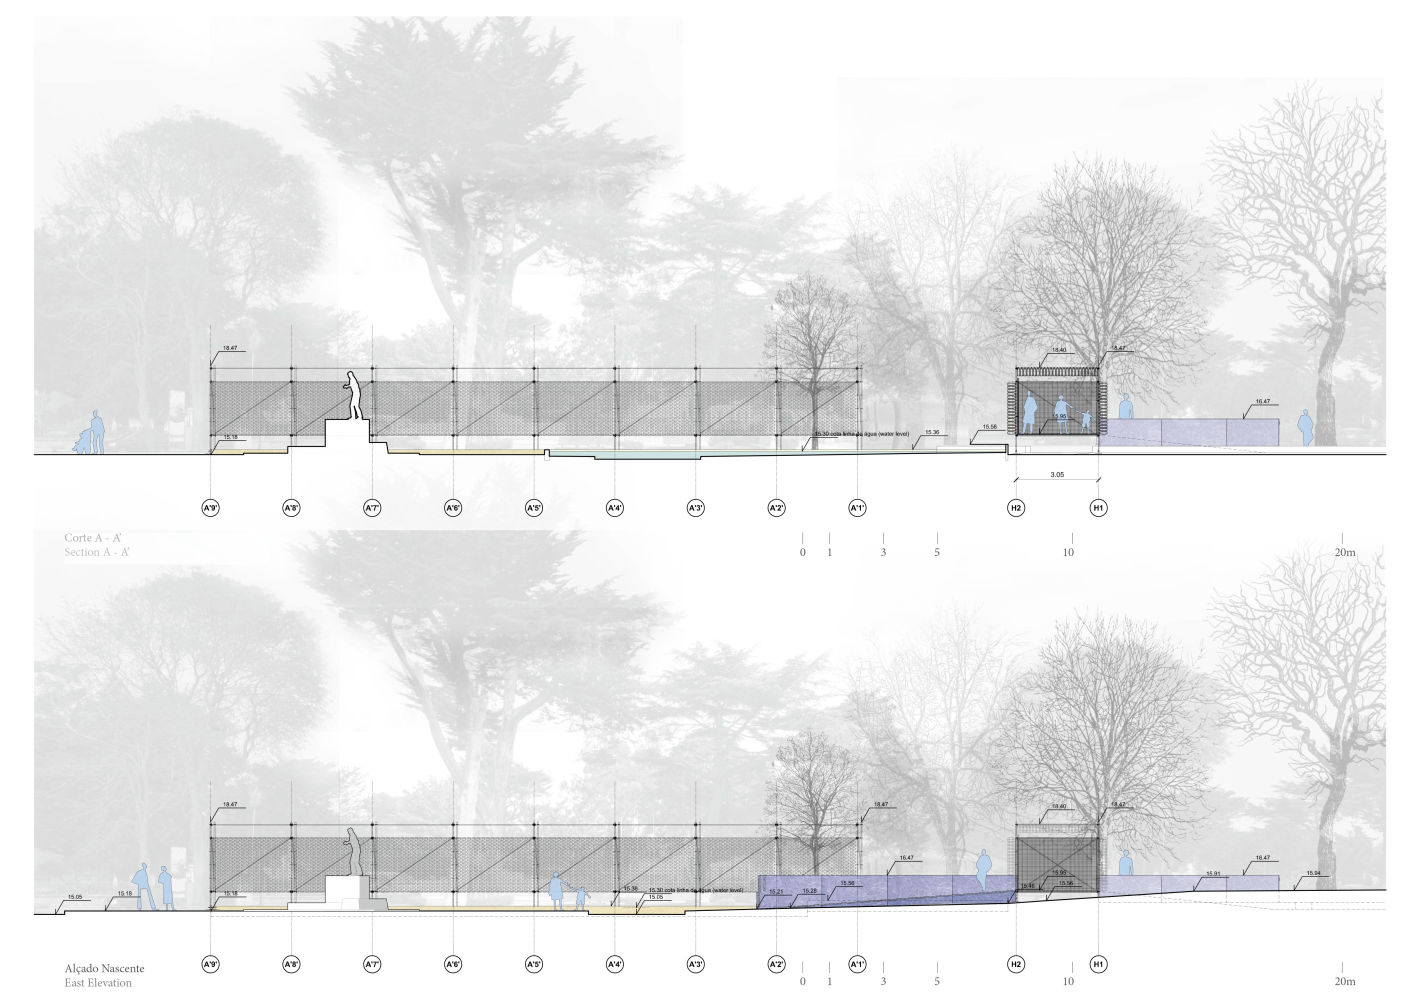 18.47
18.40
18.47
16.47
15.95
15.18
15.30 cota linha de água (water level)
15.36
15.56
3.05
A'9' A'8' A'7' A'6' A'5' A'4' A'3' A'2' A'1' H2 H1
Corte A - A'
Section A - A'
0 1 3 5 10 20m
18.47
18.47
18.40
18.47
16.47
16.47
15.95
15.91
15.94
15.05
15.18
15.18
15.36
15.30 cota linha de água (water level)
15.05
15.21
15.28
15.56
15.56
A'9' A'8' A'7' A'6' A'5' A'4' A'3' A'2' A'1' H2 H1
Alçado Nascente
East Elevation
0 1 3 5 10 20m